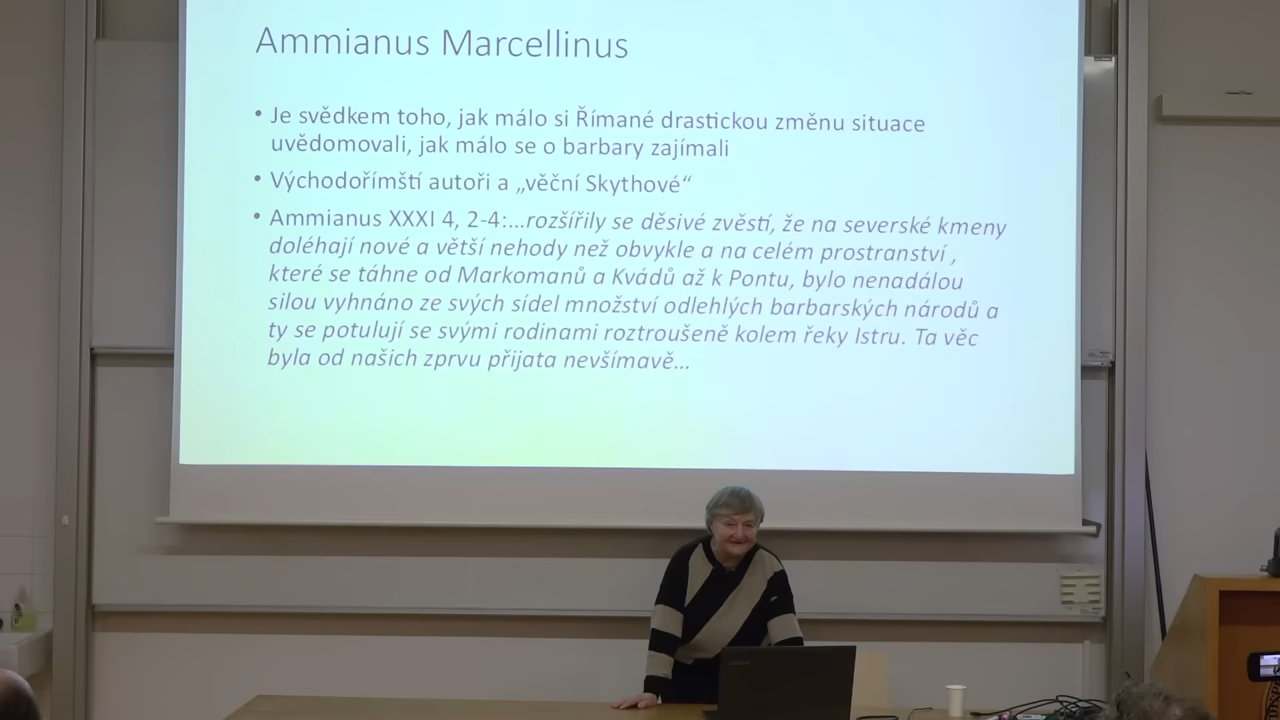 Ammianus Marcellinus
• Je svědkem toho, jak málo si Římané drastickou změnu situace
uvědomovali, jak málo se o barbary zajímali
• Východořímští autoři a „věční Skythové“
• Ammianus XXXI 4, 2-4:...rozšířily se děsivé zvěsti, že na severské kmeny
doléhají nové a větší nehody než obvykle a na celém prostranství ,
které se táhne od Markomanů a Kvádů až k Pontu, bylo nenadálou
silou vyhnáno ze svých sídel množství odlehlých barbarských národů a
ty se potulují se svými rodinami roztroušeně kolem řeky Istru. Ta věc
byla od našich zprvu přijata nevšímavě...